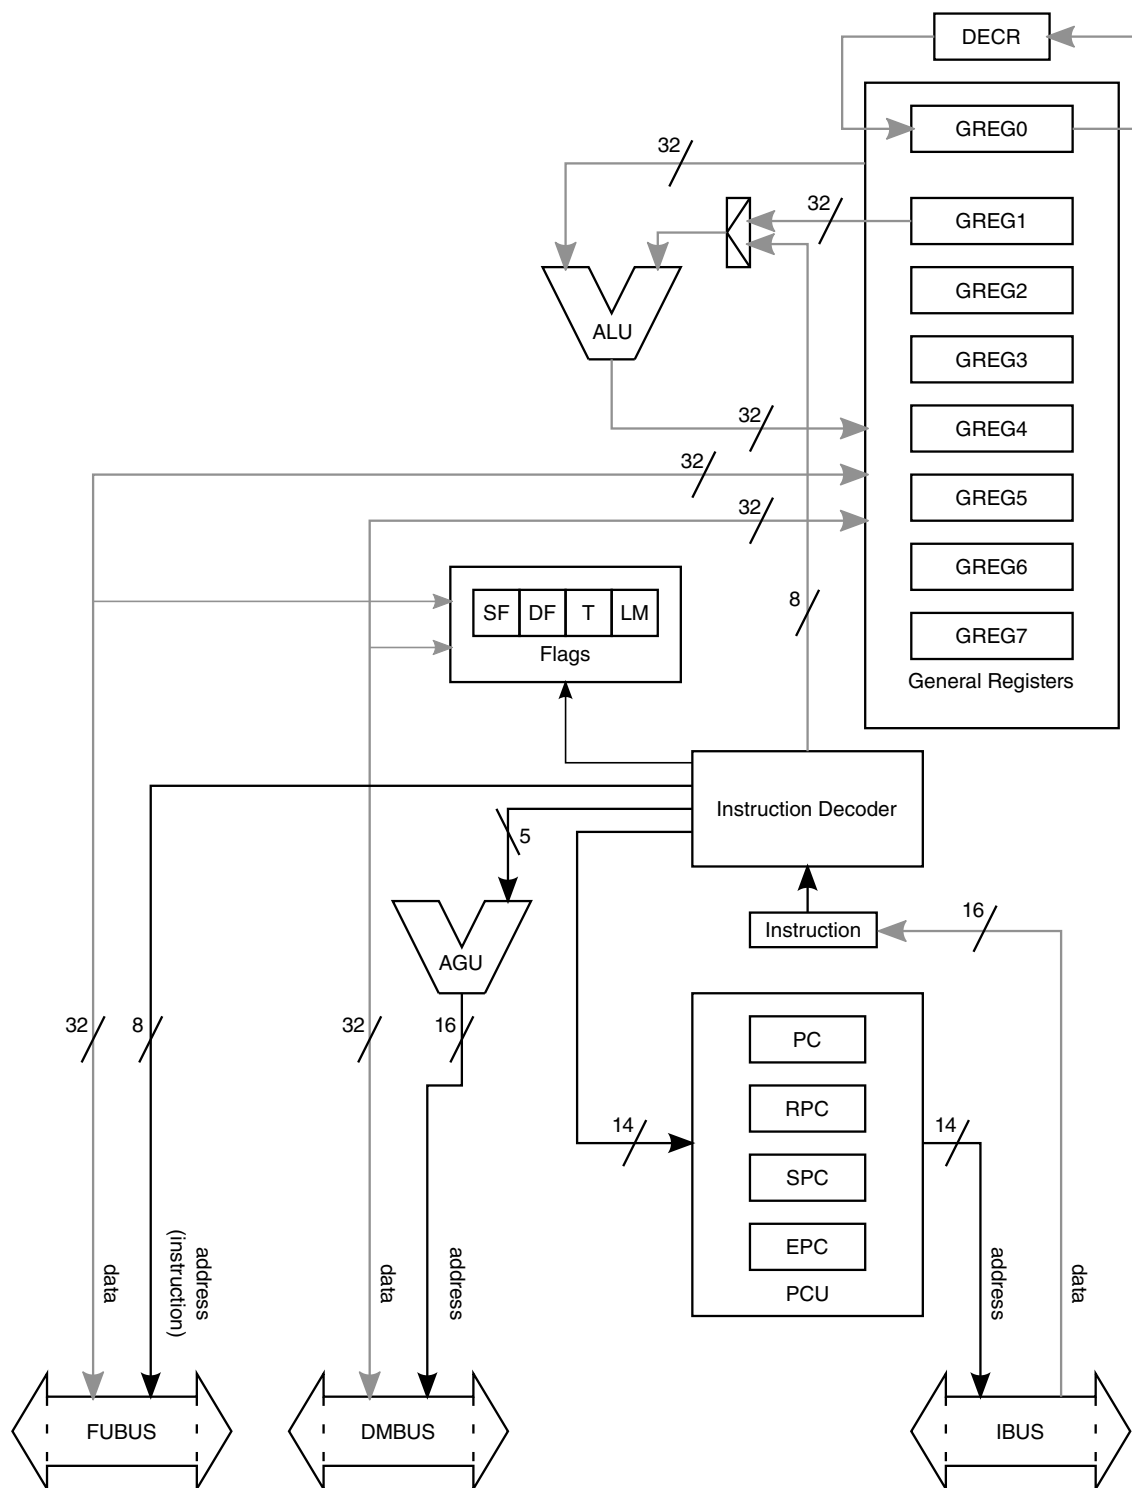 DECR
GREG0
32
32
GREG1
GREG2
ALU
GREG3
32
GREG4
32
GREG5
32
GREG6
8
SF DF T LM
GREG7
Flags
General Registers
Instruction Decoder
5
16
Instruction
AGU
32
8
32
16
PC
RPC
14
14
SPC
EPC
PCU
data
address
(instruction)
data
address
address
data
FUBUS
DMBUS
IBUS